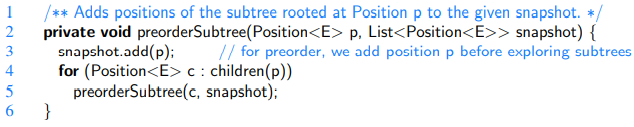 1 /** Adds positions of the subtree rooted at Position p to the given snapshot. */
2 private void preorderSubtree(Position<E> p, List<Position<E>> snapshot) {
3 snapshot.add(p); // for preorder, we add position p before exploring subtrees
4 for (Position<E> c : children(p))
5 preorderSubtree(c, snapshot);
6 }